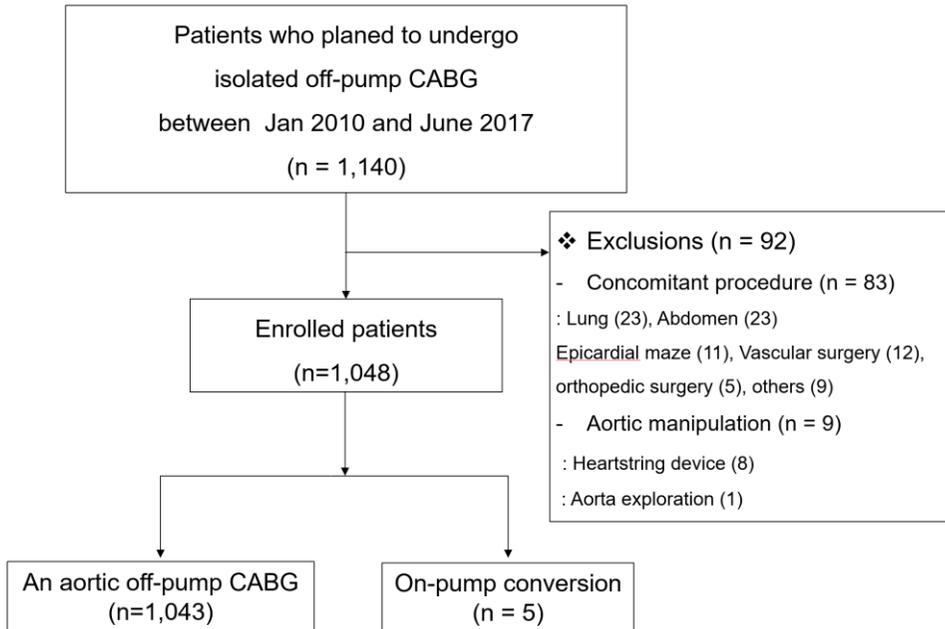 Patients who planed to undergo
isolated off-pump CABG
between Jan 2010 and June 2017
(n = 1,140)
❖ Exclusions (n = 92)
- Concomitant procedure (n = 83)
: Lung (23), Abdomen (23)
Epicardial maze (11), Vascular surgery (12),
orthopedic surgery (5), others (9)
- Aortic manipulation (n = 9)
: Heartstring device (8)
: Aorta exploration (1)
Enrolled patients
(n=1,048)
An aortic off-pump CABG
(n=1,043)
On-pump conversion
(n = 5)